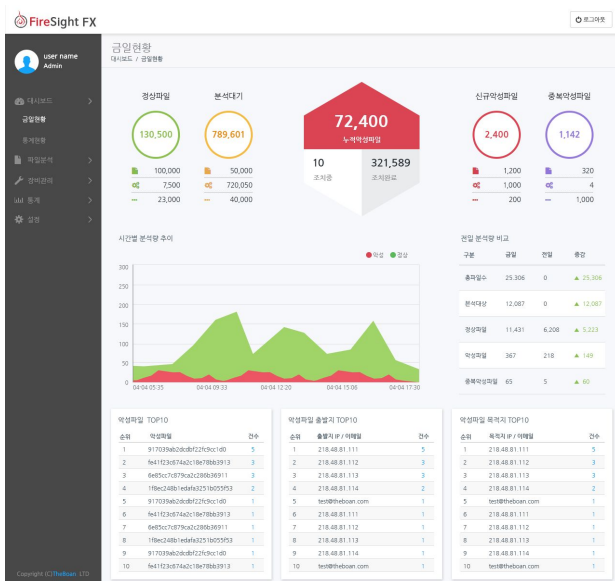 FireSight FX
로그아웃
user name
Admin
대시보드
금일현황
통계현황
파일분석
장비관리
통계
설정
Copyright (C)TheBoan. LTD
금일현황
대시보드 / 금일현황
정상파일
130,500
100,000
7,500
23,000
분석대기
789,601
50,000
720,050
40,000
72,400
누적악성파일
10
조치중
321,589
조치완료
신규악성파일
2,400
1,200
1,000
200
중복악성파일
1,142
320
4
1,000
시간별 분석량 추이
악성 정상
300
250
200
150
100
50
0
04-04 05:35 04-04 09:33 04-04 12:20 04-04 15:06 04-04 17:30
전일 분석량 비교
구분 금일 전일 증감
총파일수 25.306 0 ▲ 25,306
분석대상 12.087 0 ▲ 12,087
정상파일 11,431 6,208 ▲ 5,223
악성파일 367 218 ▲ 149
중복악성파일 65 5 ▲ 60
악성파일 TOP10
순위 악성파일 건수
1 917039ab2dcdbf22fc9cc1d0 5
2 fe41f23c674a2c18e78bb3913 3
3 6e85cc7c879ca2c286b36911 3
4 1f8ec248b1edafa3251b055f53 2
5 917039ab2dcdbf22fc9cc1d0 1
6 fe41f23c674a2c18e78bb3913 1
7 6e85cc7c879ca2c286b36911 1
8 1f8ec248b1edafa3251b055f53 1
9 917039ab2dcdbf22fc9cc1d0 1
10 fe41f23c674a2c18e78bb3913 1
악성파일 출발지 TOP10
순위 출발지 IP / 이메일 건수
1 218.48.81.111 5
2 218.48.81.112 3
3 218.48.81.113 3
4 218.48.81.114 2
5 test@theboan.com 1
6 218.48.81.111 1
7 218.48.81.112 1
8 218.48.81.113 1
9 218.48.81.114 1
10 test@theboan.com 1
악성파일 목적지 TOP10
순위 목적지 IP / 이메일 건수
1 218.48.81.111 5
2 218.48.81.112 3
3 218.48.81.113 3
4 218.48.81.114 2
5 test@theboan.com 1
6 218.48.81.111 1
7 218.48.81.112 1
8 218.48.81.113 1
9 218.48.81.114 1
10 test@theboan.com 1